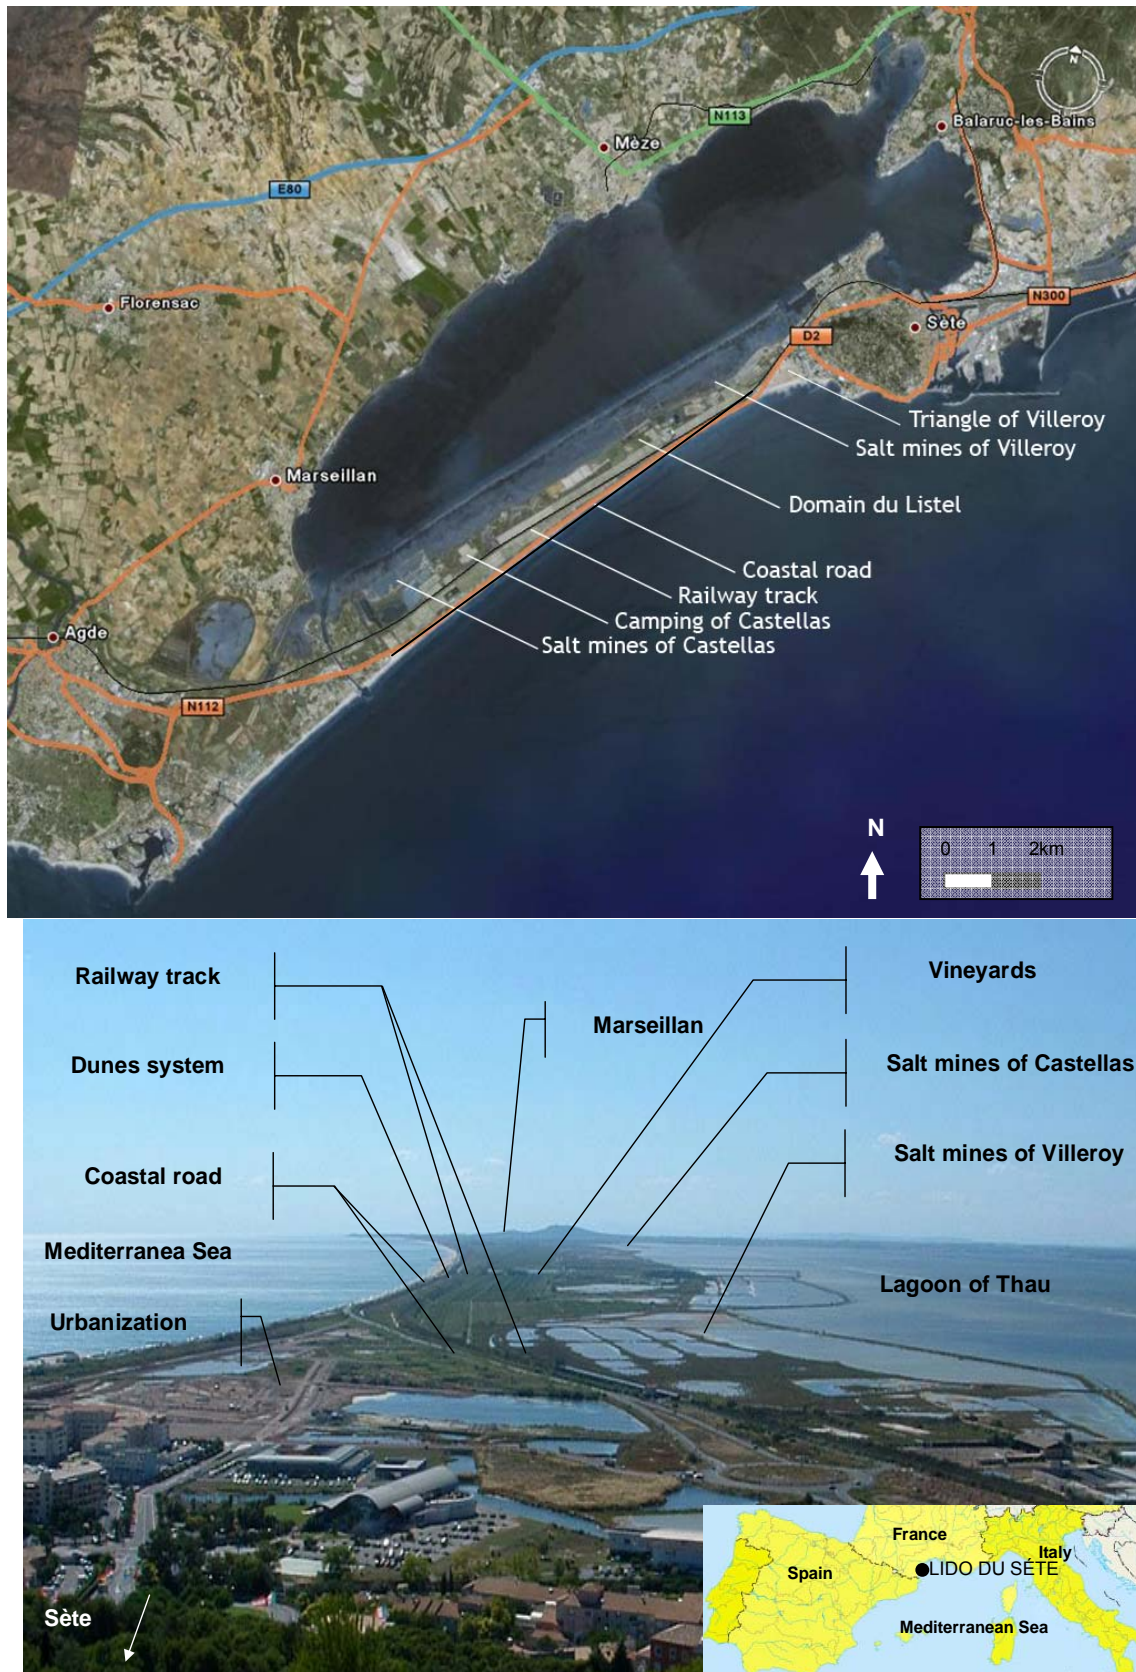 N
Balaruc-les-Bains
N113
Mèze
E80
Florensac
N300
Sète
D2
Triangle of Villeroy
Salt mines of Villeroy
Marseillan
Domain du Listel
Coastal road
Railway track
Camping of Castellas
Agde
Salt mines of Castellas
N112
N
0 1 2km
Railway track
Vineyards
Marseillan
Dunes system
Salt mines of Castellas
Salt mines of Villeroy
Coastal road
Mediterranea Sea
Lagoon of Thau
Urbanization
France
Italy
Spain
LIDO DU SÉTE
Sète
Mediterranean Sea